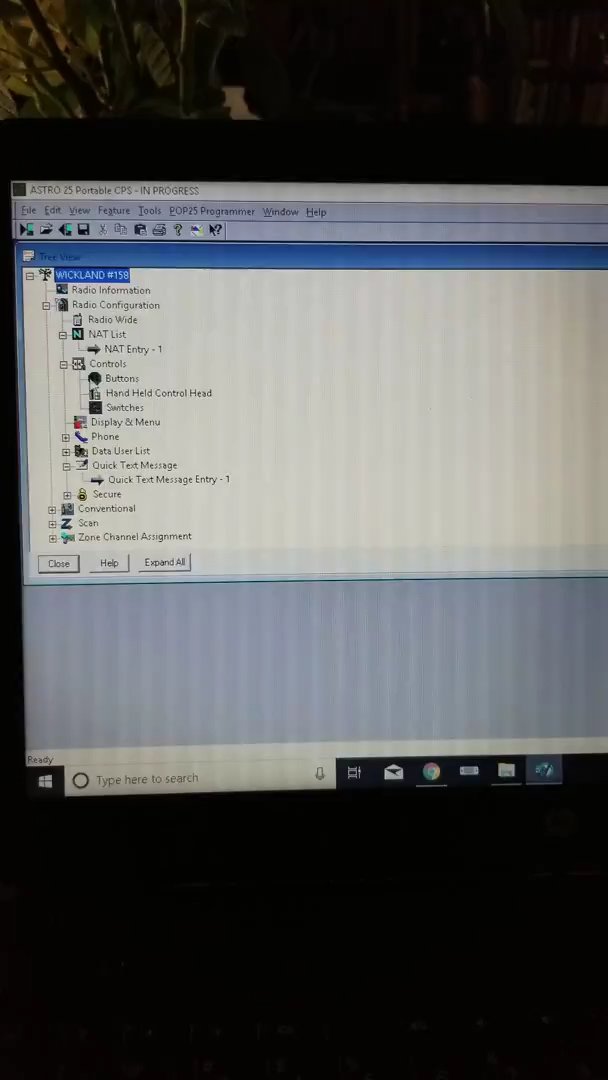 ASTRO 25 Portable CPS - IN PROGRESS
File Edit View Feature Tools POP25 Programmer Window Help
Tree View
WICKLAND #158
Radio Information
Radio Configuration
Radio Wide
NAT List
NAT Entry - 1
Controls
Buttons
Hand Held Control Head
Switches
Display & Menu
Phone
Data User List
Quick Text Message
Quick Text Message Entry - 1
Secure
Conventional
Scan
Zone Channel Assignment
Close Help Expand All
Ready
Type here to search